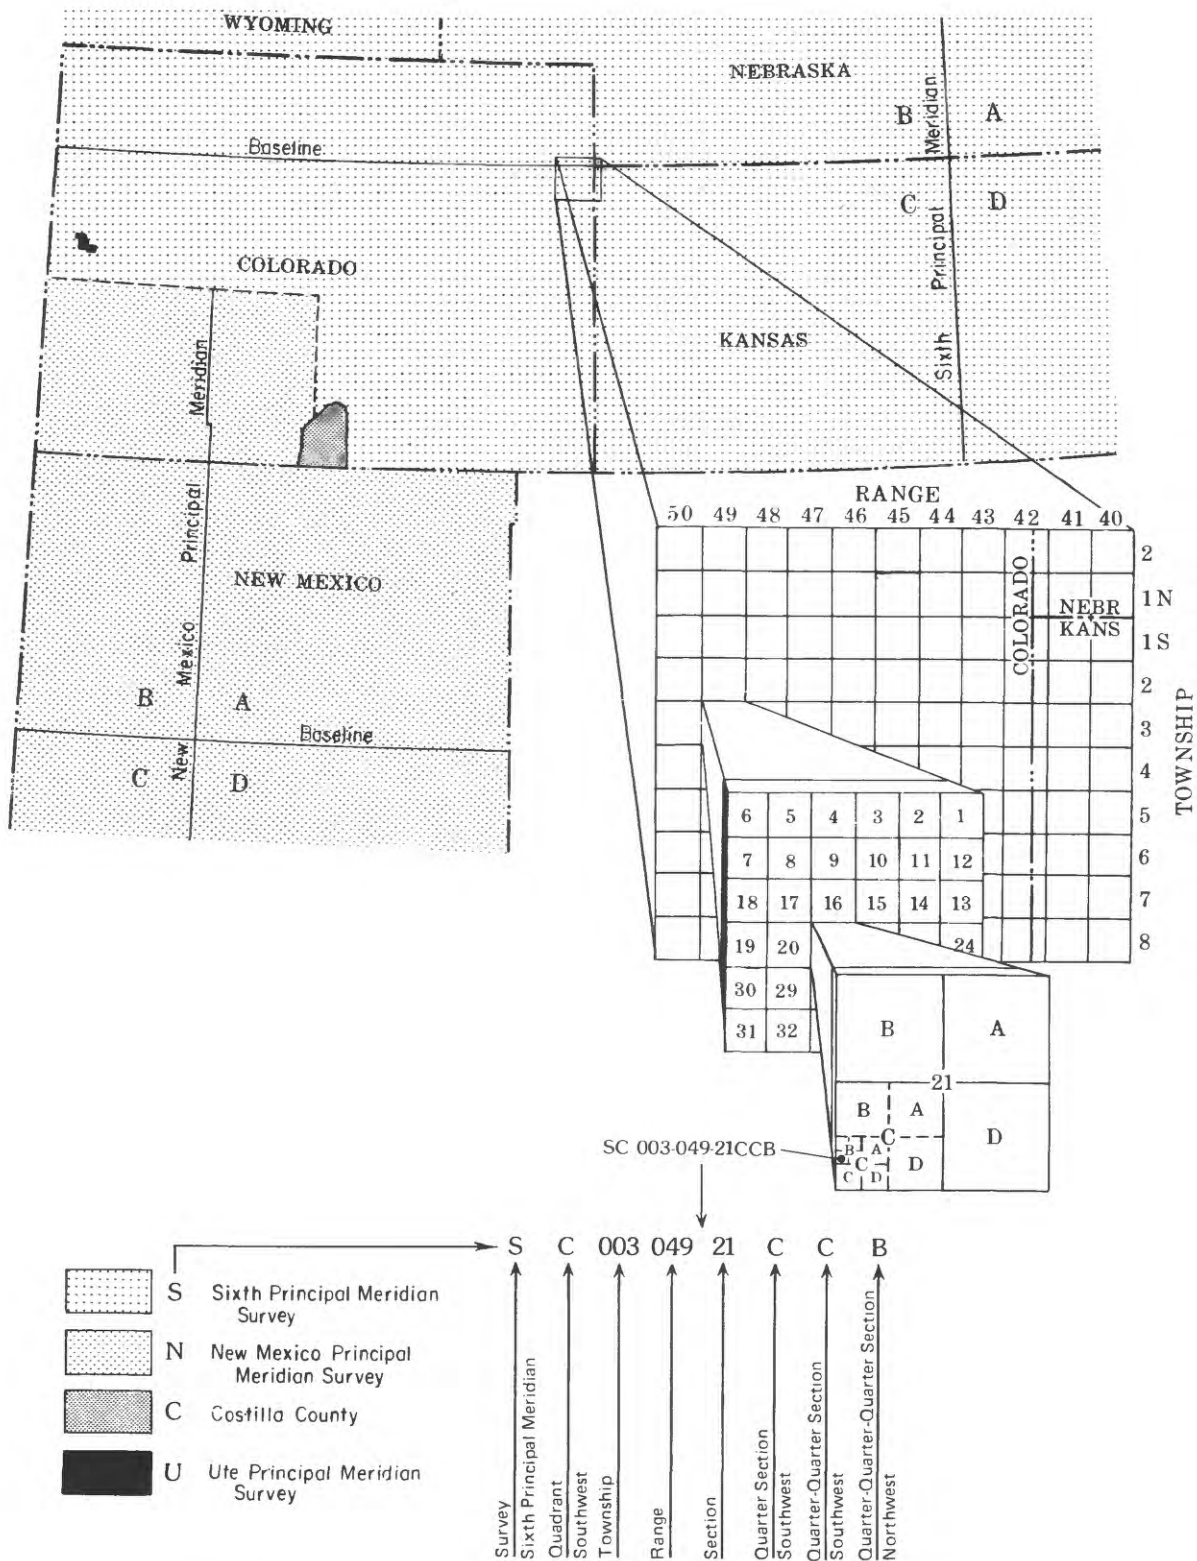 WYOMING
NEBRASKA
B
Meridian
A
Baseline
C
D
Principal
Sixth
COLORADO
KANSAS
Meridian
Principal
NEW MEXICO
Mexico
B
A
Baseline
New
C
D
RANGE
50 49 48 47 46 45 44 43 42 41 40
2
1 N
1 S
2
3
4
5
6
7
8
TOWNSHIP
COLORADO
NEBR
KANS
6 5 4 3 2 1
7 8 9 10 11 12
18 17 16 15 14 13
19 20 24
30 29
31 32
B A
21
B A
C
D
D
B A
C
C D
SC 003-049-21CCB
S C 003 049 21 C C B
S Sixth Principal Meridian
Survey
N New Mexico Principal
Meridian Survey
C Costilla County
U Ute Principal Meridian
Survey
Survey
Sixth Principal Meridian
Quadrant
Southwest
Township
Range
Section
Quarter Section
Southwest
Quarter-Quarter Section
Southwest
Quarter-Quarter-Quarter Section
Northwest